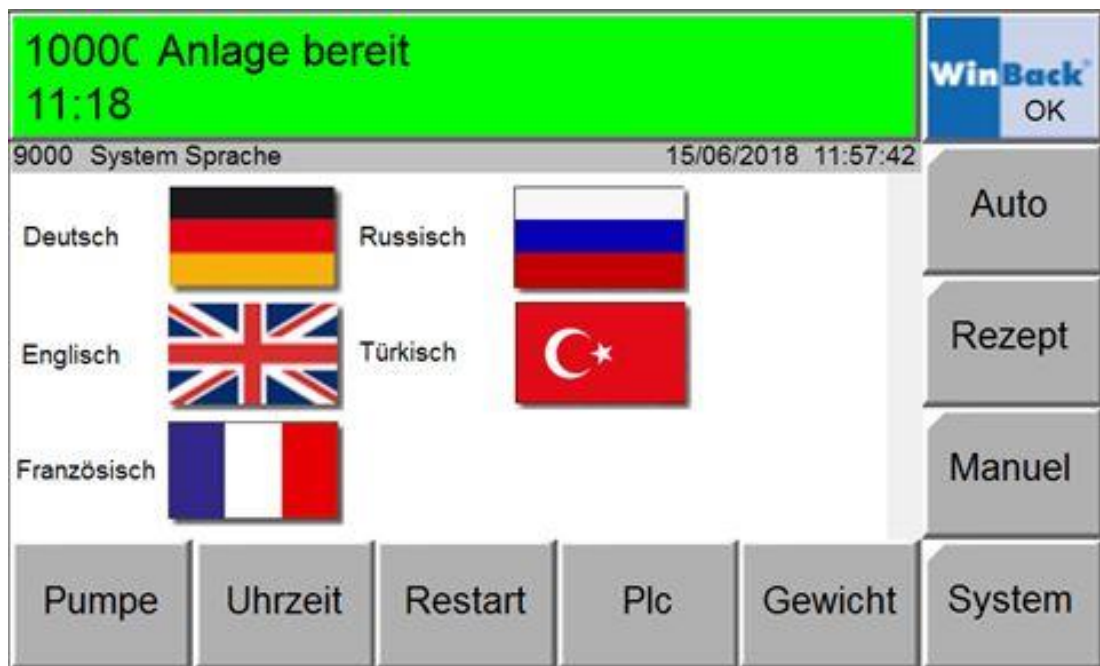 1000C Anlage bereit
11:18
WinBack
OK
9000 System Sprache 15/06/2018 11:57:42
Deutsch
Russisch
Englisch
Türkisch
Französisch
Auto
Rezept
Manuel
System
Pumpe
Uhrzeit
Restart
Plc
Gewicht